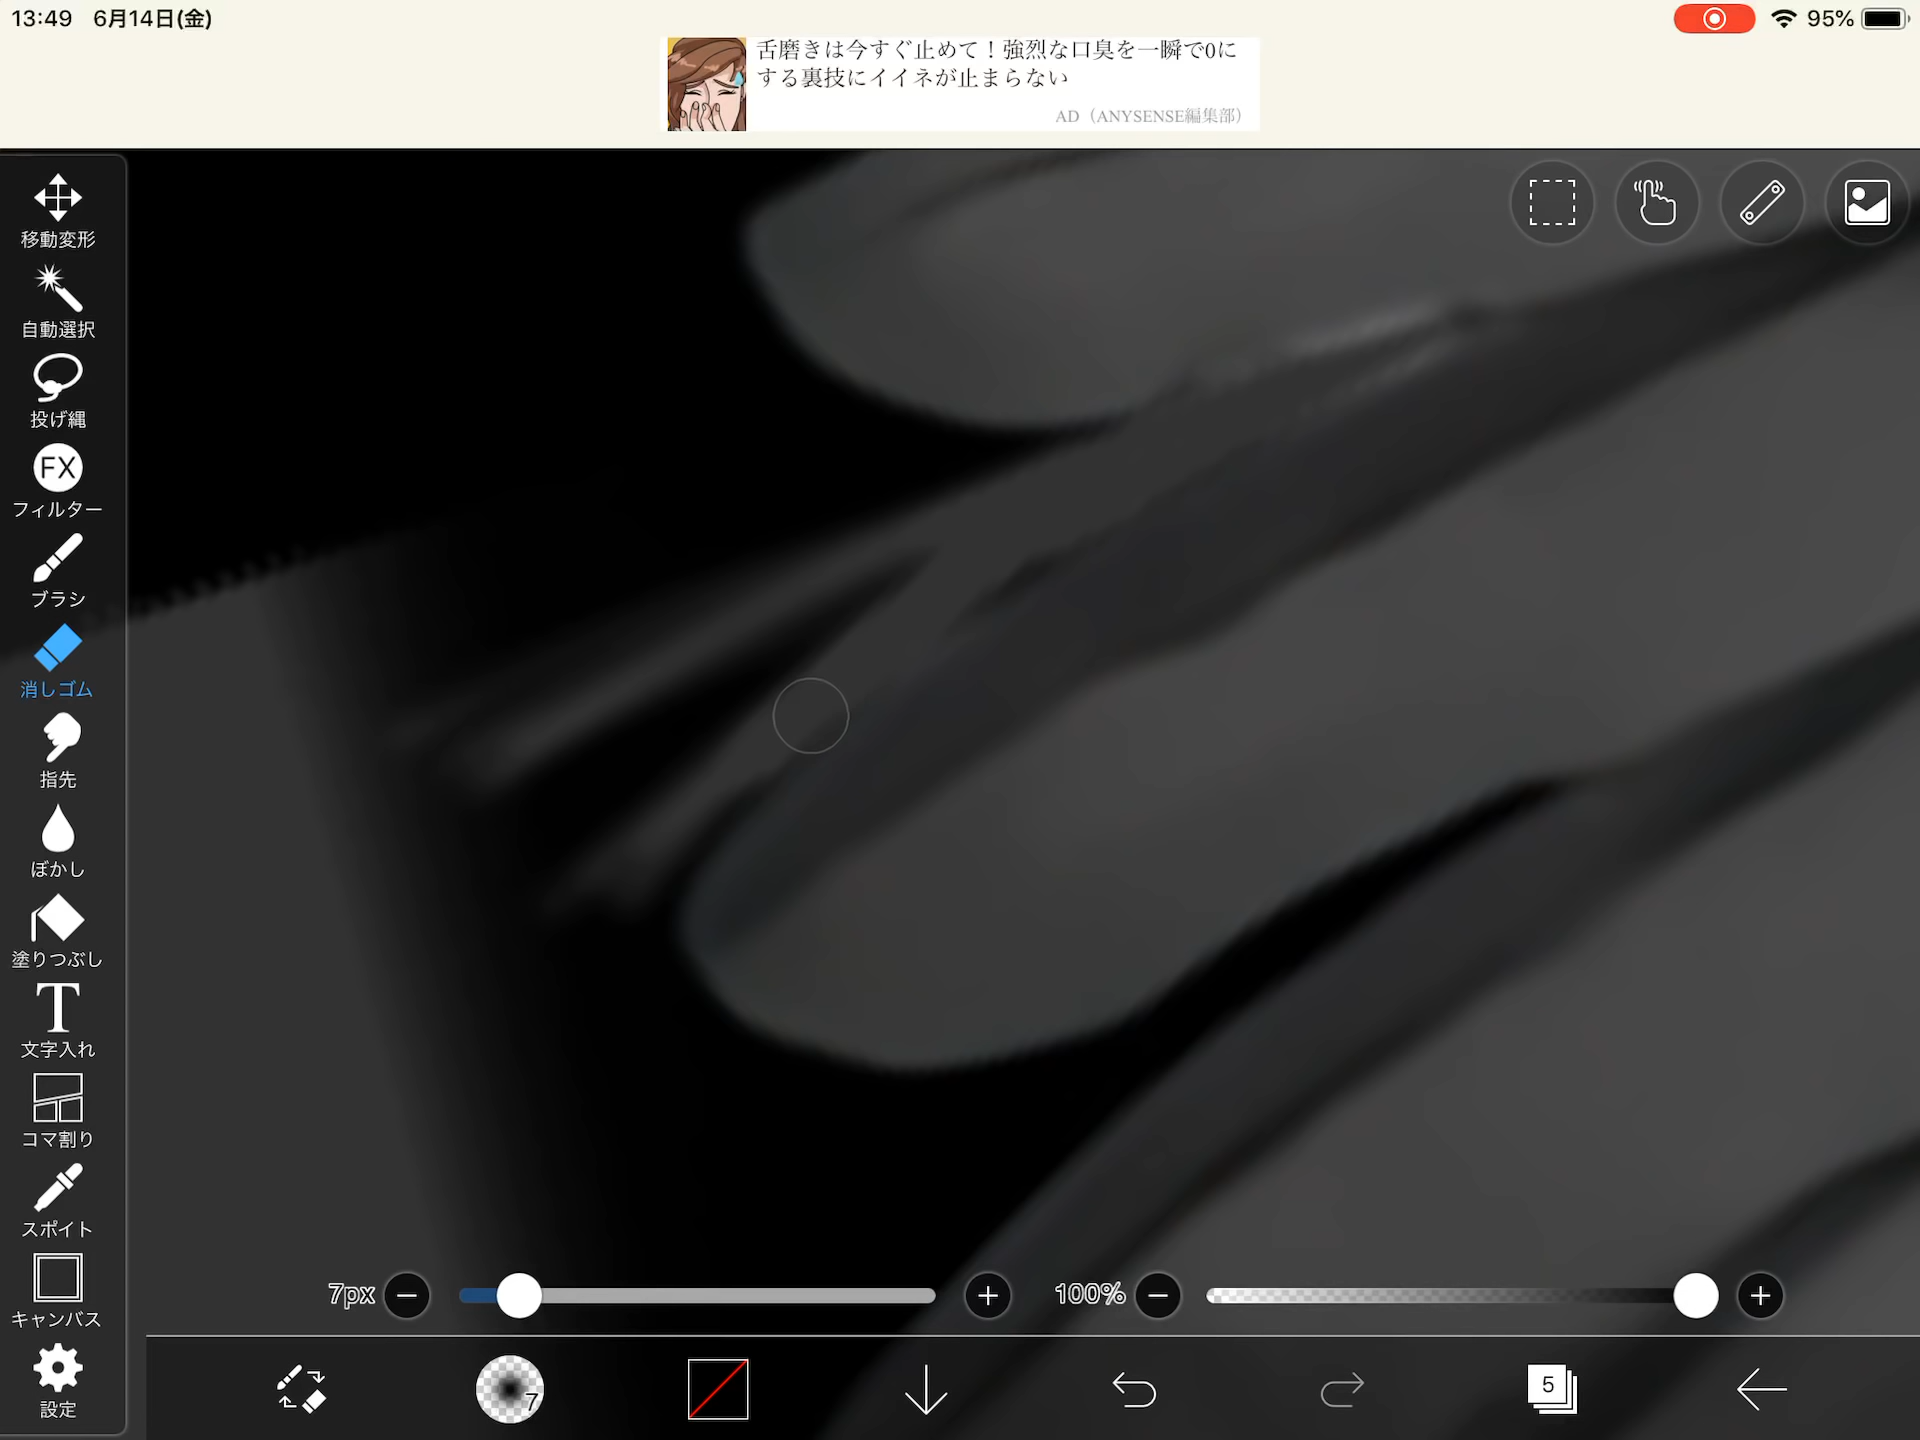 13:49 6月14日(金)
95%
舌磨きは今すぐ止めて！強烈な口臭を一瞬で0に
する裏技にイイネが止まらない
AD（ANYSENSE編集部）
移動変形
自動選択
投げ縄
FX
フィルター
ブラシ
消しゴム
指先
ぼかし
塗りつぶし
T
文字入れ
コマ割り
スポイト
キャンバス
設定
7px
100%
7
5